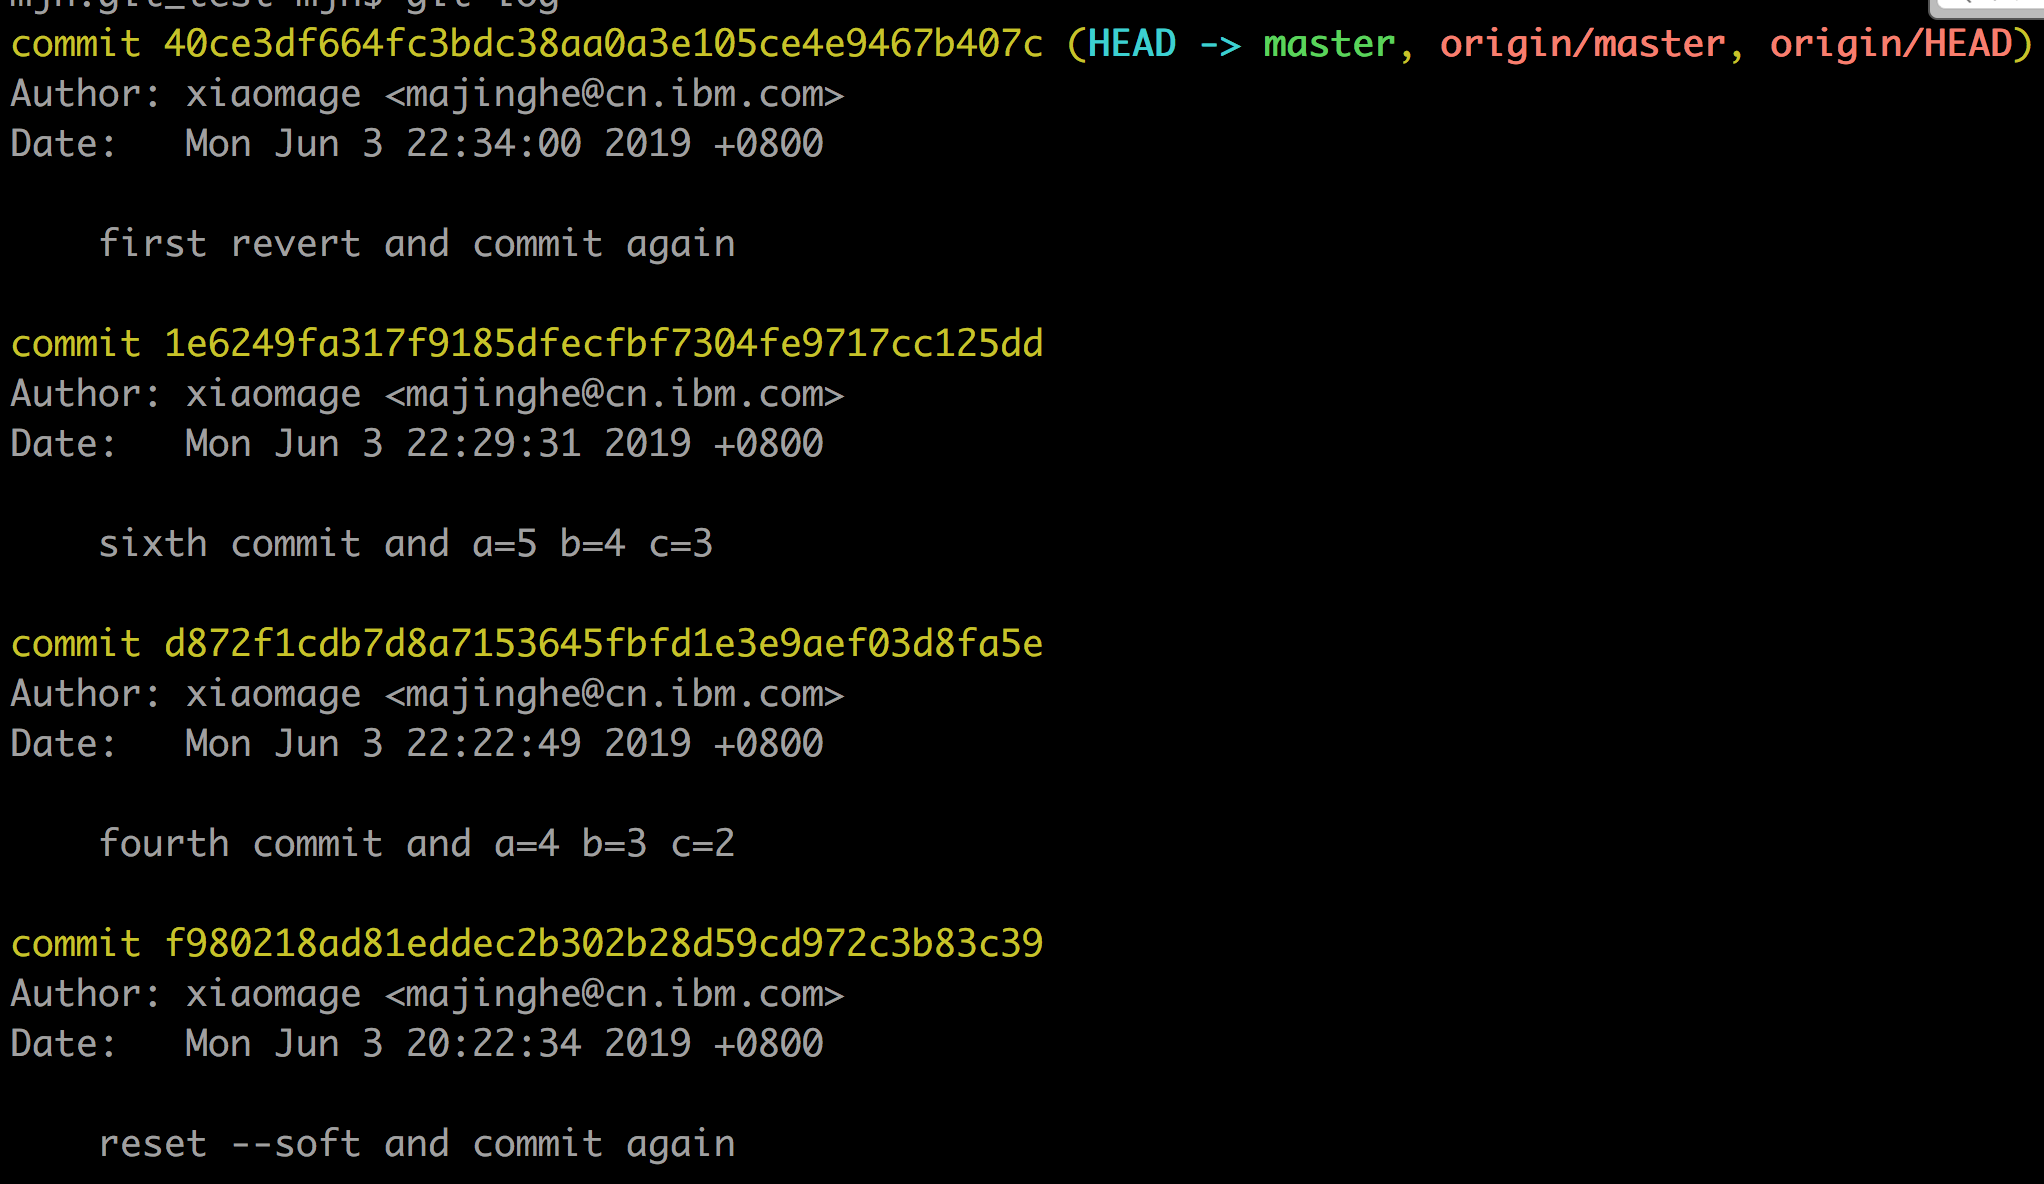 mjh:git_test mjh$ git log
commit 40ce3df664fc3bdc38aa0a3e105ce4e9467b407c (HEAD -> master, origin/master, origin/HEAD)
Author: xiaomage <majinghe@cn.ibm.com>
Date:   Mon Jun 3 22:34:00 2019 +0800
    first revert and commit again
commit 1e6249fa317f9185dfecfbf7304fe9717cc125dd
Author: xiaomage <majinghe@cn.ibm.com>
Date:   Mon Jun 3 22:29:31 2019 +0800
    sixth commit and a=5 b=4 c=3
commit d872f1cdb7d8a7153645fbfd1e3e9aef03d8fa5e
Author: xiaomage <majinghe@cn.ibm.com>
Date:   Mon Jun 3 22:22:49 2019 +0800
    fourth commit and a=4 b=3 c=2
commit f980218ad81eddec2b302b28d59cd972c3b83c39
Author: xiaomage <majinghe@cn.ibm.com>
Date:   Mon Jun 3 20:22:34 2019 +0800
    reset --soft and commit again